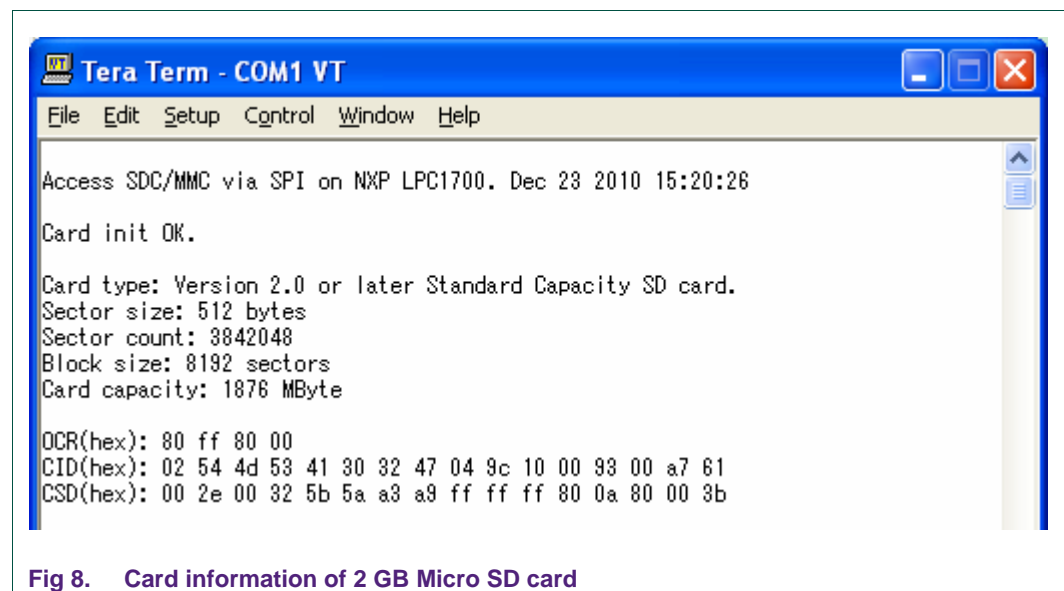 Tera Term - COM1 VT
File Edit Setup Control Window Help
Access SDC/MMC via SPI on NXP LPC1700. Dec 23 2010 15:20:26
Card init OK.
Card type: Version 2.0 or later Standard Capacity SD card.
Sector size: 512 bytes
Sector count: 3842048
Block size: 8192 sectors
Card capacity: 1876 MByte
OCR(hex): 80 ff 80 00
CID(hex): 02 54 4d 53 41 30 32 47 04 9c 10 00 93 00 a7 61
CSD(hex): 00 2e 00 32 5b 5a a3 a9 ff ff ff 80 0a 80 00 3b
Fig 8. Card information of 2 GB Micro SD card